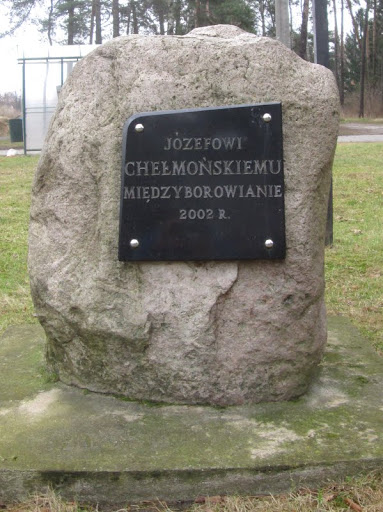 JÓZEFOWI
CHEŁMOŃSKIEMU
MIĘDZYBOROWIANIE
2002 R.